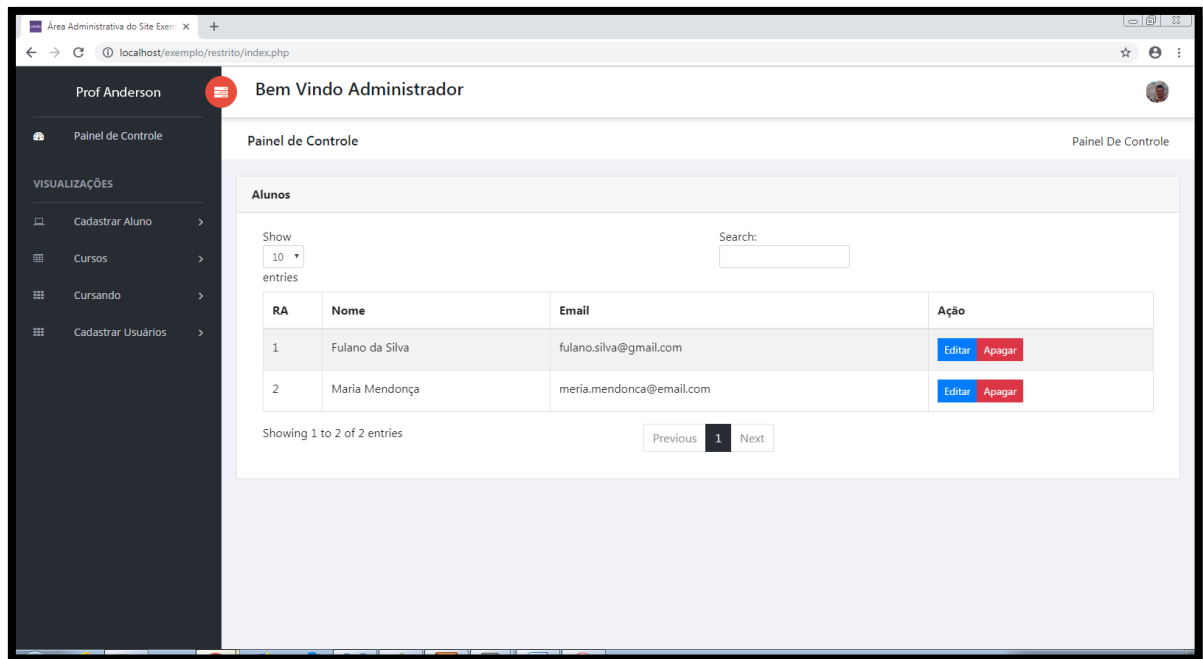 Área Administrativa do Site Exem
localhost/exemplo/restrito/index.php
Prof Anderson
Bem Vindo Administrador
Painel de Controle
Painel de Controle
Painel De Controle
VISUALIZAÇÕES
Cadastrar Aluno
Cursos
Cursando
Cadastrar Usuários
Alunos
Show
10
entries
Search:
RA Nome Email Ação
1 Fulano da Silva fulano.silva@gmail.com Editar Apagar
2 Maria Mendonça meria.mendonca@email.com Editar Apagar
Showing 1 to 2 of 2 entries
Previous 1 Next